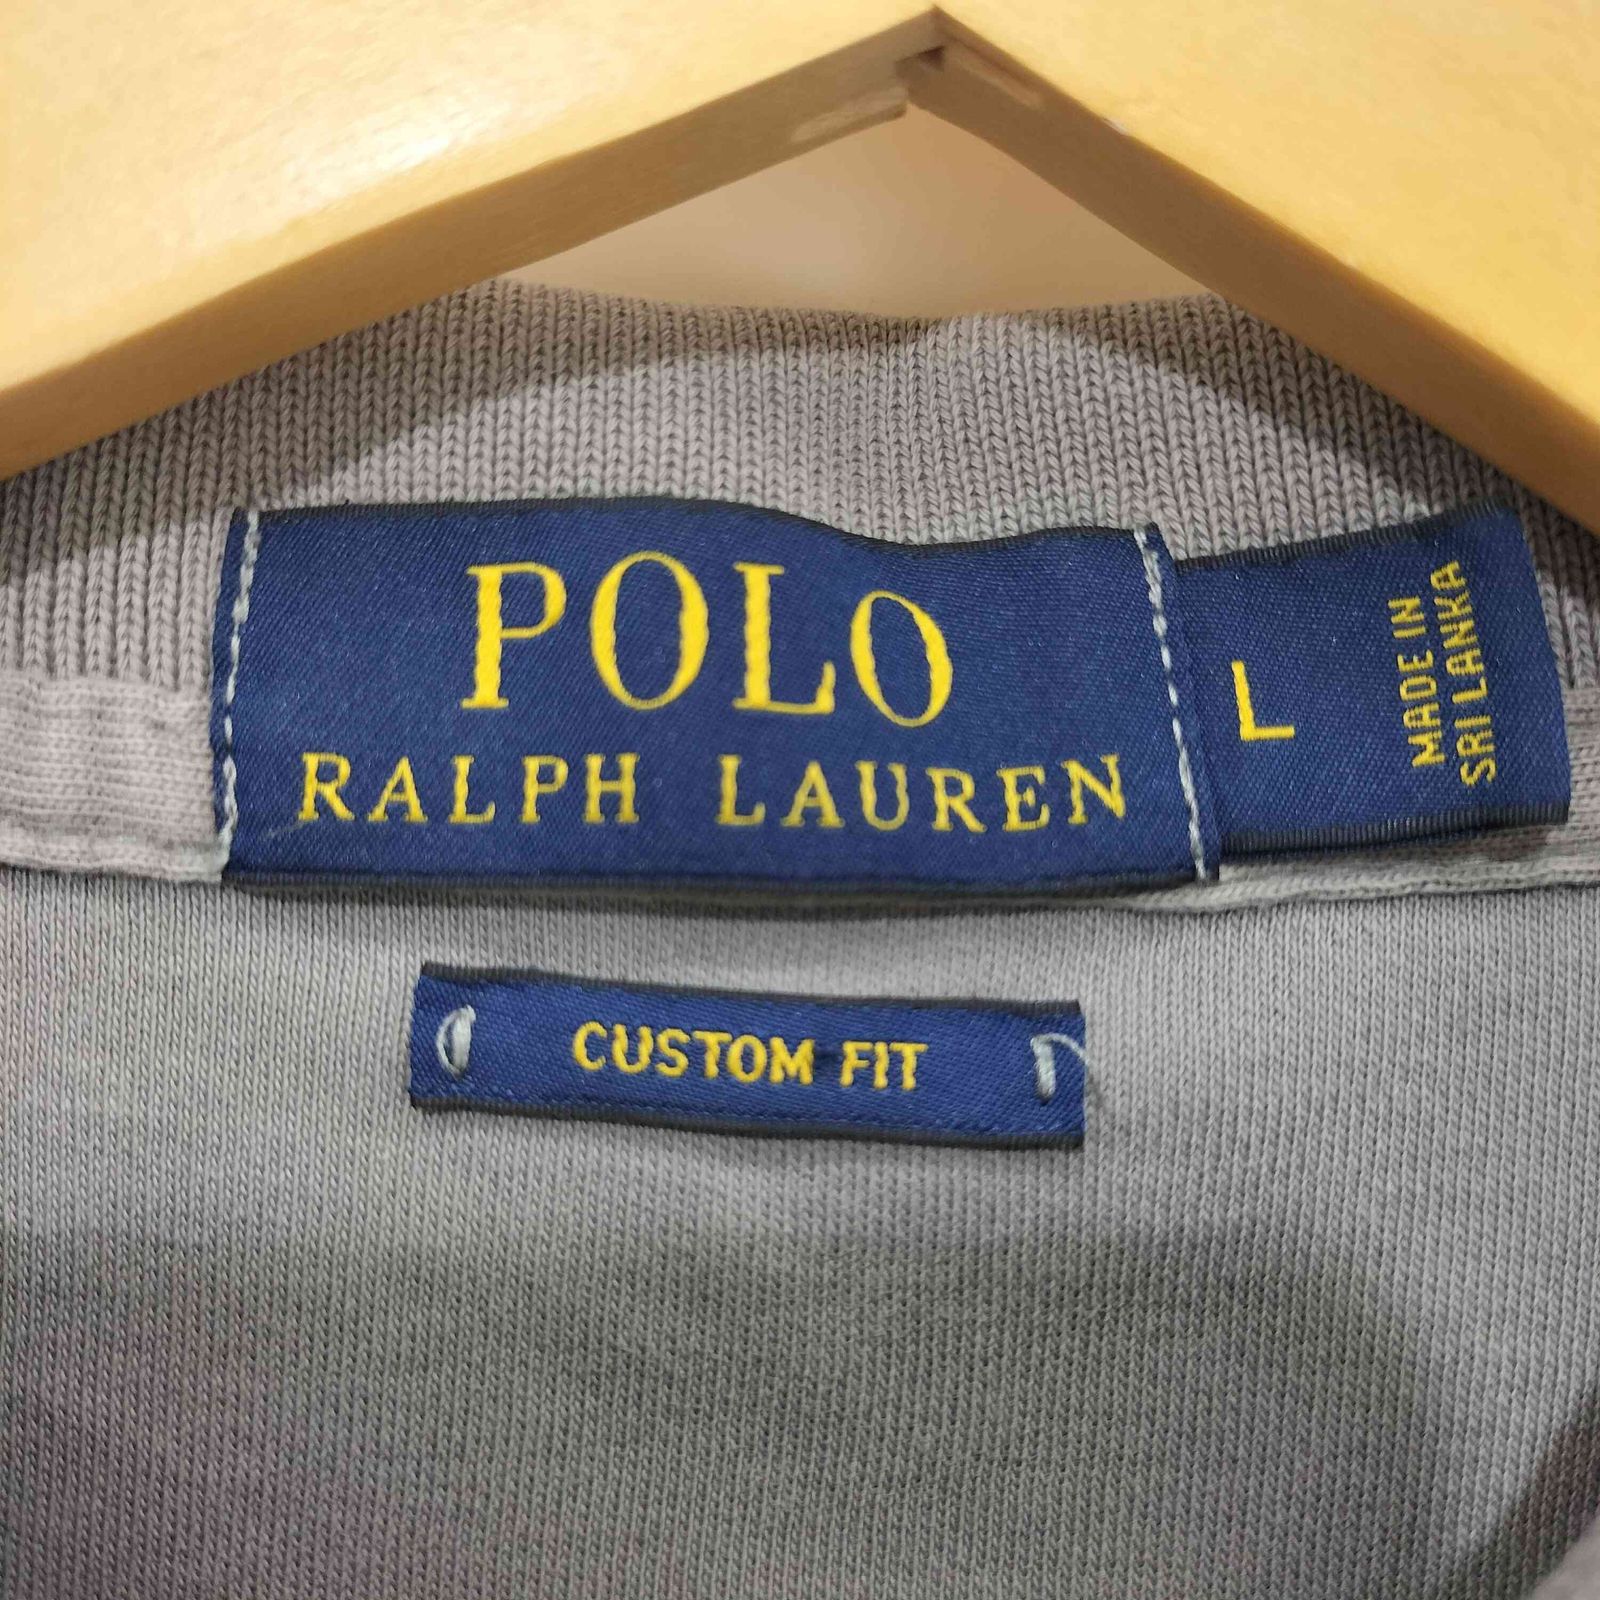 POLO
RALPH LAUREN
L
MADE IN
SRI LANKA
CUSTOM FIT